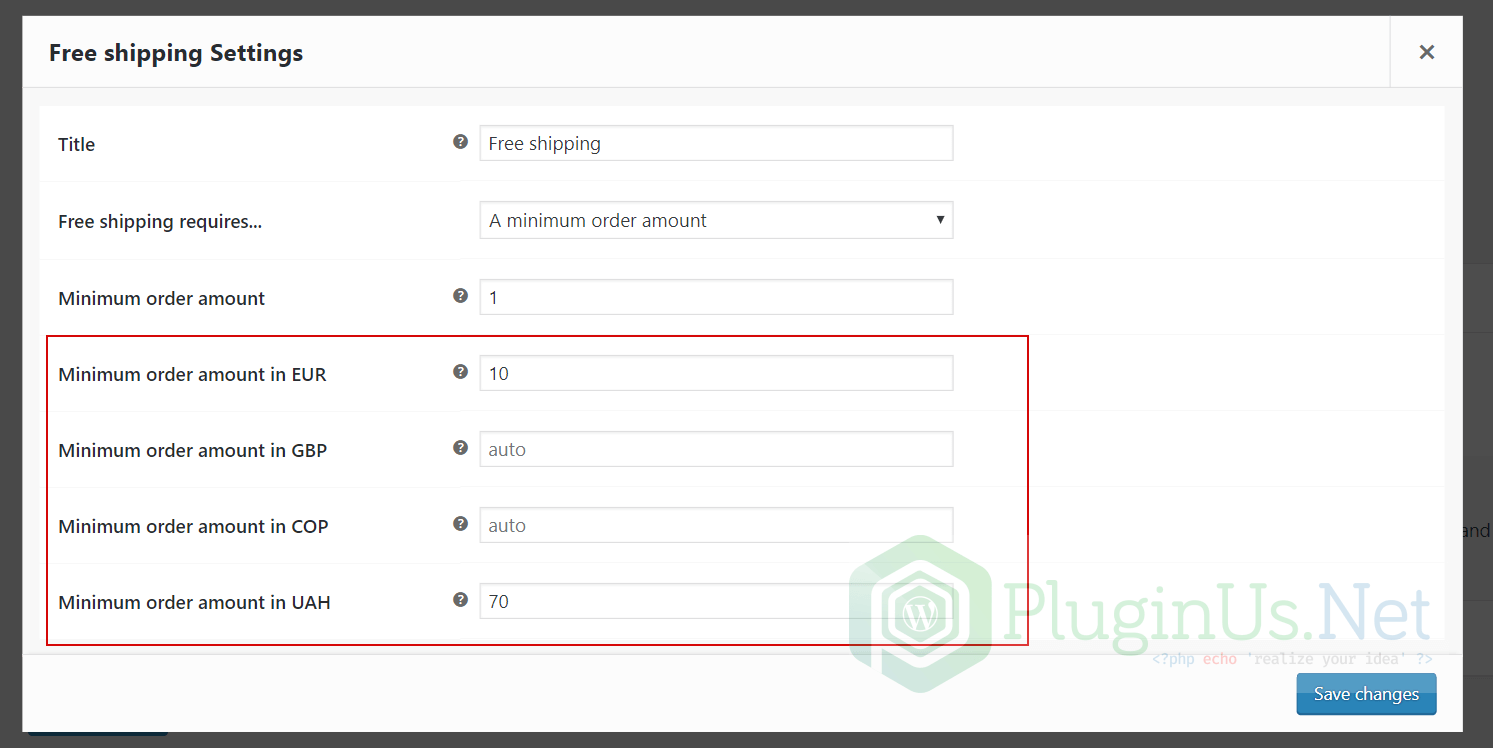 Free shipping Settings
×
Title
?
Free shipping
Free shipping requires...
A minimum order amount
Minimum order amount
?
1
Minimum order amount in EUR
?
10
Minimum order amount in GBP
?
auto
Minimum order amount in COP
?
auto
and
Minimum order amount in UAH
?
70
PluginUs.Net
<?php echo 'realize your idea' ?>
Save changes